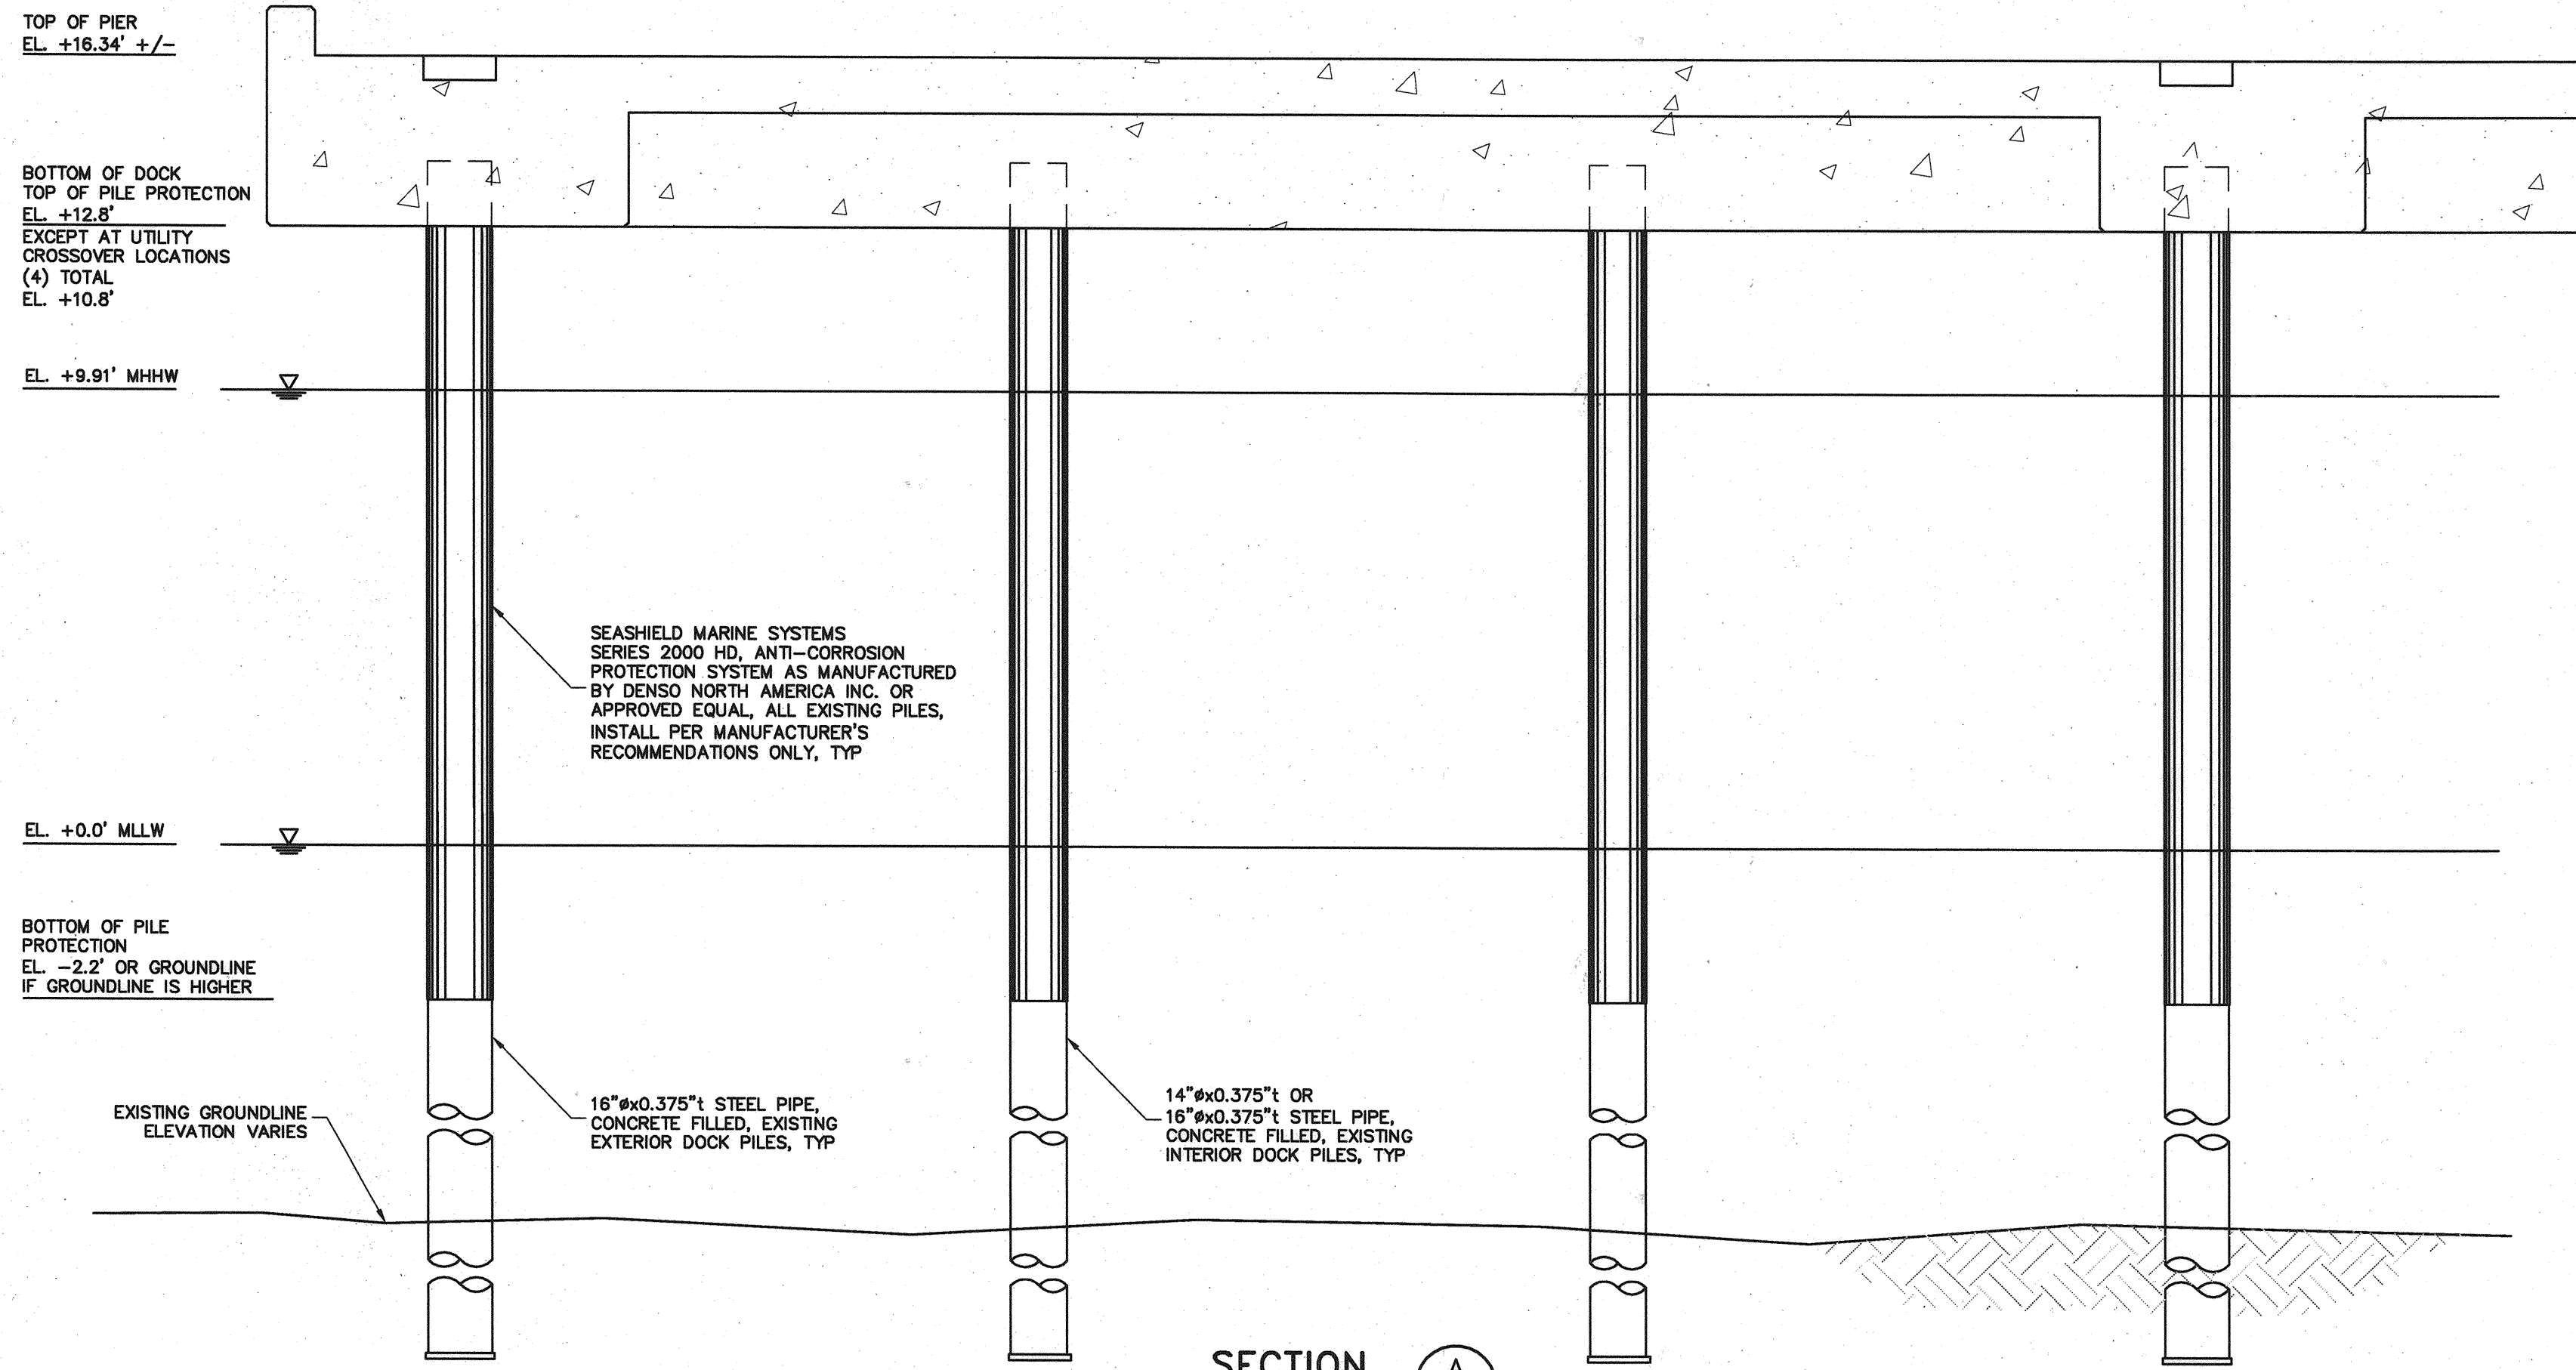 TOP OF PIER
EL. +16.34' +/-
BOTTOM OF DOCK
TOP OF PILE PROTECTION
EL. +12.8'
EXCEPT AT UTILITY
CROSSOVER LOCATIONS
(4) TOTAL
EL. +10.8'
EL. +9.91' MHHW
SEASHIELD MARINE SYSTEMS
SERIES 2000 HD, ANTI-CORROSION
PROTECTION SYSTEM AS MANUFACTURED
BY DENSO NORTH AMERICA INC. OR
APPROVED EQUAL, ALL EXISTING PILES,
INSTALL PER MANUFACTURER'S
RECOMMENDATIONS ONLY, TYP
EL. +0.0' MLLW
BOTTOM OF PILE
PROTECTION
EL. -2.2' OR GROUNDLINE
IF GROUNDLINE IS HIGHER
EXISTING GROUNDLINE
ELEVATION VARIES
16"øx0.375"t STEEL PIPE,
CONCRETE FILLED, EXISTING
EXTERIOR DOCK PILES, TYP
14"øx0.375"t OR
16"øx0.375"t STEEL PIPE,
CONCRETE FILLED, EXISTING
INTERIOR DOCK PILES, TYP
SECTION A